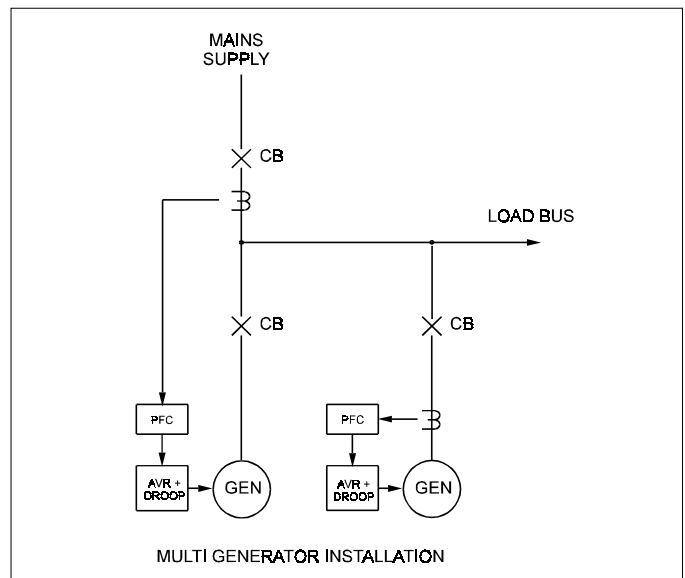 MAINS
SUPPLY
CB
LOAD BUS
CB
CB
PFC
PFC
AVR +
DROOP
GEN
AVR +
DROOP
GEN
MULTI GENERATOR INSTALLATION